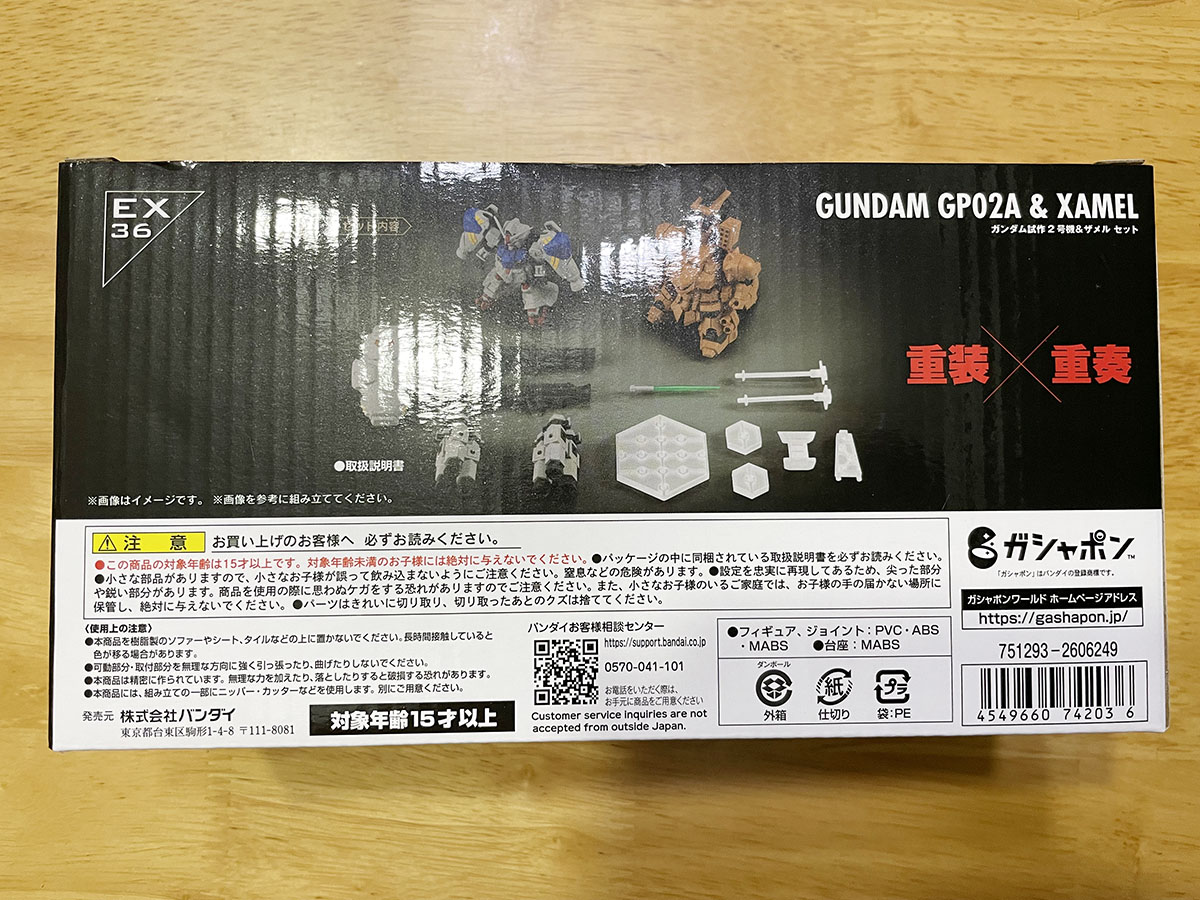 EX
36
セット内容
GUNDAM GP02A & XAMEL
ガンダム試作2号機&ザメル セット
重装×重奏
●取扱説明書
※画像はイメージです。 ※画像を参考に組み立ててください。
注 意 お買い上げのお客様へ 必ずお読みください。
●この商品の対象年齢は15才以上です。対象年齢未満のお子様には絶対に与えないでください。●パッケージの中に同梱されている取扱説明書を必ずお読みください。
●小さな部品がありますので、小さなお子様が誤って飲み込まないようにご注意ください。窒息などの危険があります。●設定を忠実に再現してあるため、尖った部分
や鋭い部分があります。商品を使用の際に思わぬケガをする恐れがありますのでご注意ください。また、小さなお子様のいるご家庭では、お子様の手の届かない場所に
保管し、絶対に与えないでください。●パーツはきれいに切り取り、切り取ったあとのクズは捨ててください。
ガシャポン™
「ガシャポン」はバンダイの登録商標です。
ガシャポンワールド ホームページアドレス
https://gashapon.jp/
751293-2606249
4549660 74203 6
〈使用上の注意〉
●本商品を樹脂製のソファーやシート、タイルなどの上に置かないでください。長時間接触していると
色が移る場合があります。
●可動部分・取付部分を無理な方向に強く引っ張ったり、曲げたりしないでください。
●本商品は精密に作られています。無理な力を加えたり、落としたりすると破損する恐れがあります。
●本商品には、組み立ての一部にニッパー・カッターなどを使用します。別にご用意ください。
発売元 株式会社バンダイ
東京都台東区駒形1-4-8 〒111-8081
対象年齢15才以上
バンダイお客様相談センター
https://support.bandai.co.jp
0570-041-101
お電話をいただく際は、
お手元に商品をご用意ください
Customer service inquiries are not
accepted from outside Japan.
●フィギュア、ジョイント：PVC・ABS
・MABS ●台座：MABS
ダンボール
外箱
紙
仕切り
プラ
袋：PE